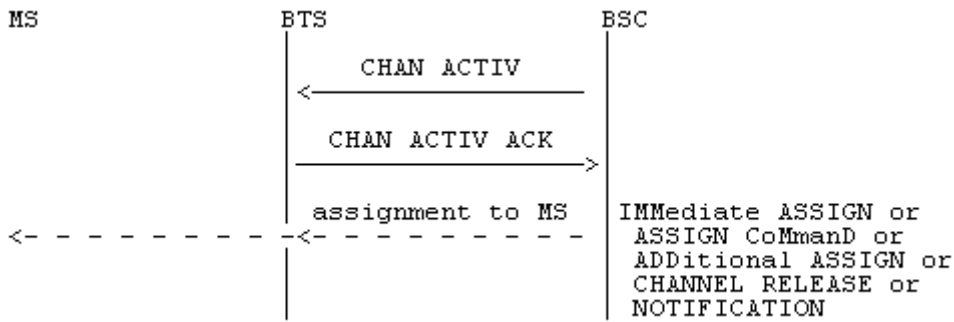 MS BTS BSC
CHAN ACTIV
CHAN ACTIV ACK
assignment to MS IMMediate ASSIGN or
ASSIGN CoMmanD or
ADDitional ASSIGN or
CHANNEL RELEASE or
NOTIFICATION